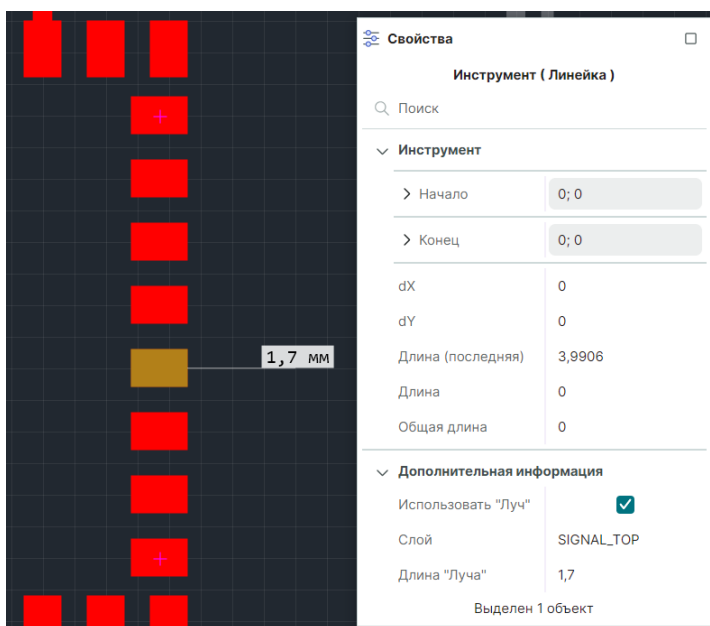 Свойства
Инструмент ( Линейка )
Поиск
Инструмент
Начало 0; 0
Конец 0; 0
dX 0
dY 0
Длина (последняя) 3,9906
Длина 0
Общая длина 0
Дополнительная информация
Использовать "Луч"
Слой SIGNAL_TOP
Длина "Луча" 1,7
Выделен 1 объект
1,7 мм